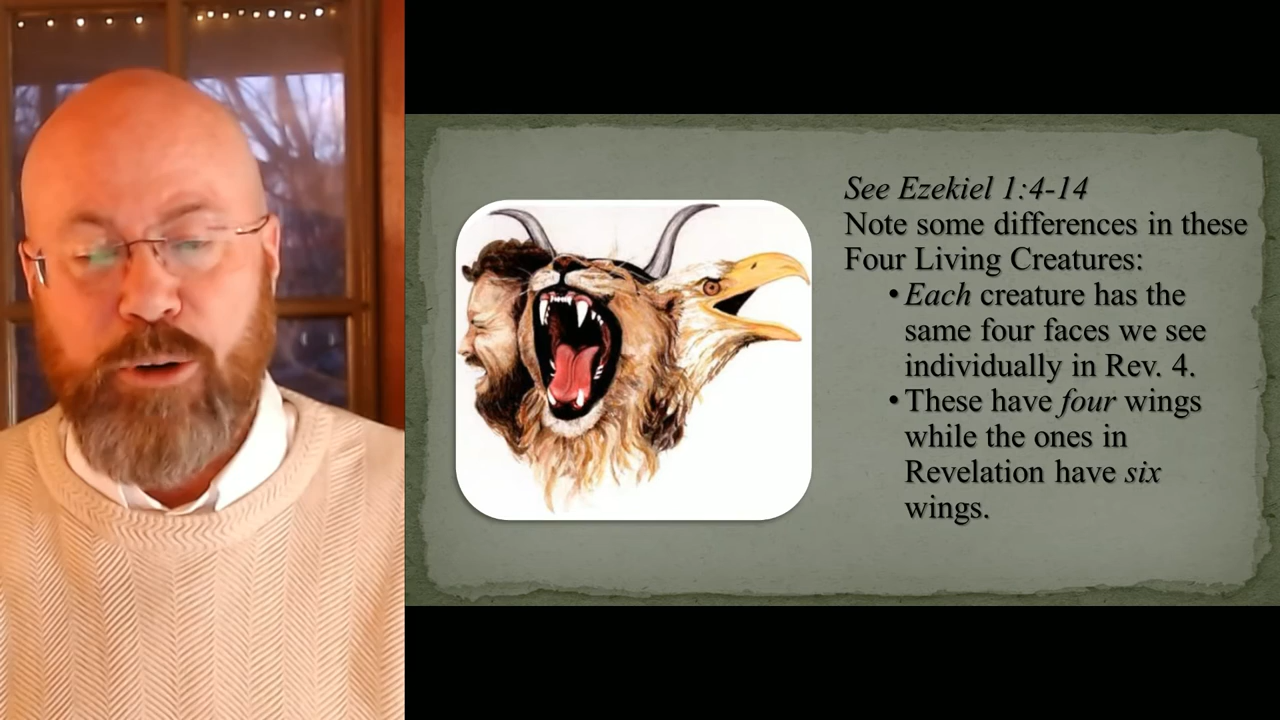 See Ezekiel 1:4-14
Note some differences in these
Four Living Creatures:
• Each creature has the
same four faces we see
individually in Rev. 4.
• These have four wings
while the ones in
Revelation have six
wings.